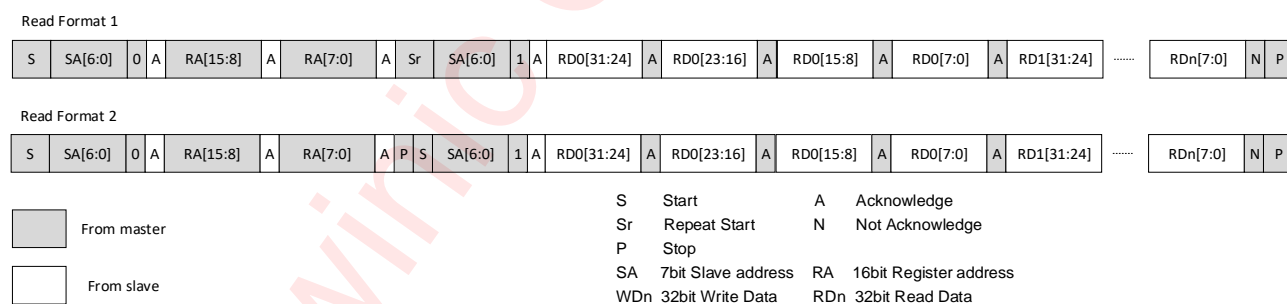 Read Format 1
S SA[6:0] 0 A RA[15:8] A RA[7:0] A Sr SA[6:0] 1 A RD0[31:24] A RD0[23:16] A RD0[15:8] A RD0[7:0] A RD1[31:24] ....... RDn[7:0] N P
Read Format 2
S SA[6:0] 0 A RA[15:8] A RA[7:0] A P S SA[6:0] 1 A RD0[31:24] A RD0[23:16] A RD0[15:8] A RD0[7:0] A RD1[31:24] ....... RDn[7:0] N P
S Start A Acknowledge
From master
Sr Repeat Start N Not Acknowledge
P Stop
SA 7bit Slave address RA 16bit Register address
From slave
WDn 32bit Write Data RDn 32bit Read Data
winic